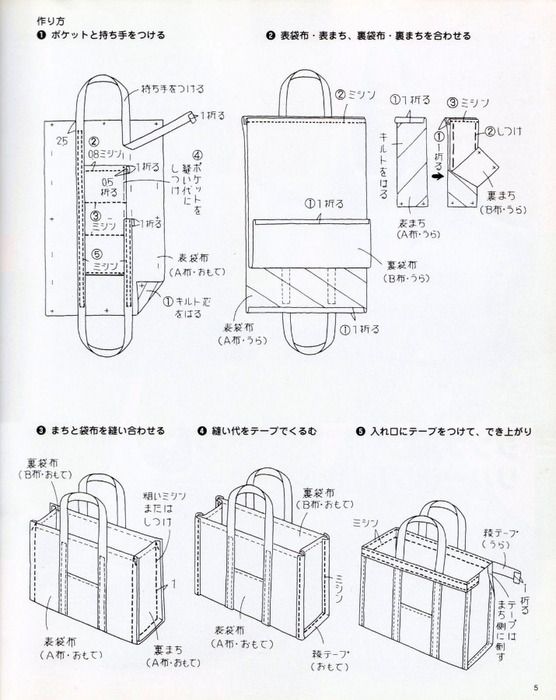 作り方
❶ ポケットと持ち手をつける
❷ 表袋布・表まち、裏袋布・裏まちを合わせる
持ち手をつける
1折る
25
②
0.8ミシン
1折る
0.5
折る
④ポケットを
縫い代に
しつけ
③
ミシン
1折る
⑤
ミシン
表袋布
(A布・おもて)
①キルト芯
をはる
②ミシン
①1折る
裏袋布
(B布・うら)
表袋布
(A布・うら)
①1折る
①1折る
キルトをはる
表まち
(A布・うら)
③ミシン
①1折る
②しつけ
裏まち
(B布・うら)
❸ まちと袋布を縫い合わせる
❹ 縫い代をテープでくるむ
❺ 入れ口にテープをつけて、でき上がり
裏袋布
(B布・おもて)
粗いミシン
または
しつけ
1
表袋布
(A布・おもて)
裏まち
(A布・おもて)
裏袋布
(B布・おもて)
ミシン
表袋布
(A布・おもて)
綾テープ
(おもて)
ミシン
綾テープ
(うら)
1折る
テープは
まち側に倒す
5